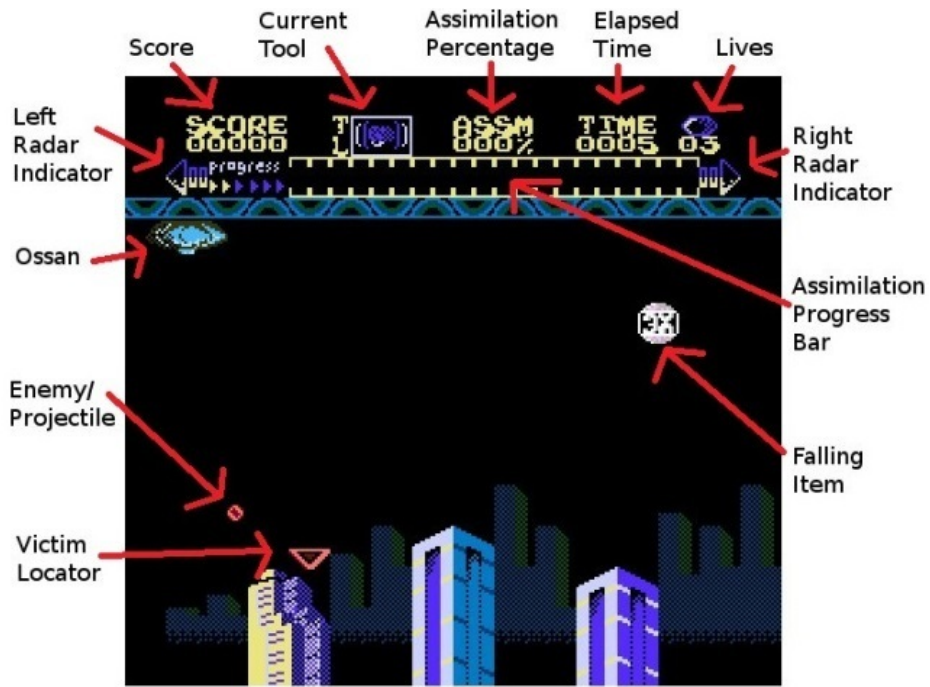 Score
Current
Tool
Assimilation
Percentage
Elapsed
Time
Lives
Left
Radar
Indicator
SCORE
00000
T
L
ASSM
000%
TIME
0005
03
progress
Right
Radar
Indicator
Ossan
3X
Assimilation
Progress
Bar
Enemy/
Projectile
Falling
Item
Victim
Locator